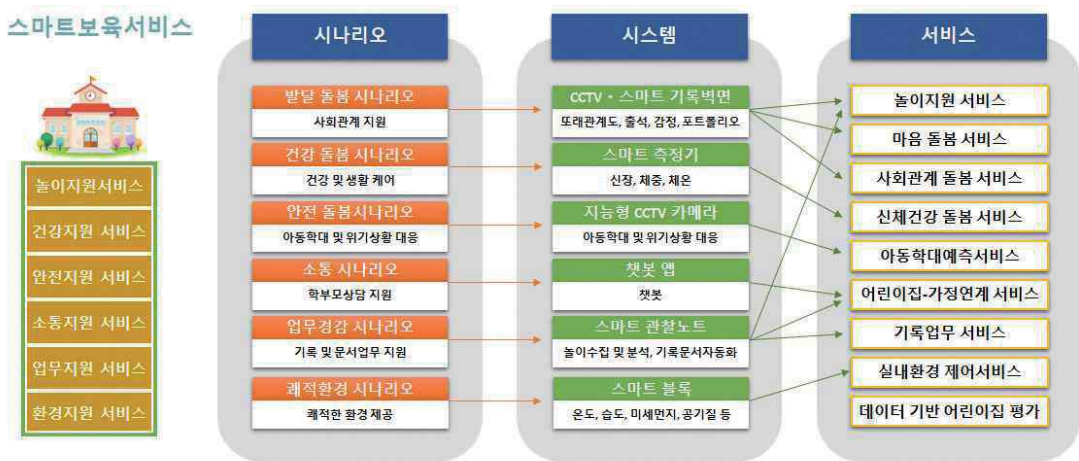 스마트보육서비스
놀이지원서비스
건강지원 서비스
안전지원 서비스
소통지원 서비스
업무지원 서비스
환경지원 서비스
시나리오
발달 돌봄 시나리오
사회관계 지원
건강 돌봄 시나리오
건강 및 생활 케어
안전 돌봄시나리오
아동학대 및 위기상황 대응
소통 시나리오
학부모상담 지원
업무경감 시나리오
기록 및 문서업무 지원
쾌적환경 시나리오
쾌적한 환경 제공
시스템
CCTV · 스마트 기록벽면
또래관계도, 출석, 감정, 포트폴리오
스마트 측정기
신장, 체중, 체온
지능형 CCTV 카메라
아동학대 및 위기상황 대응
챗봇 앱
챗봇
스마트 관찰노트
놀이수집 및 분석, 기록문서자동화
스마트 블록
온도, 습도, 미세먼지, 공기질 등
서비스
놀이지원 서비스
마음 돌봄 서비스
사회관계 돌봄 서비스
신체건강 돌봄 서비스
아동학대예측서비스
어린이집-가정연계 서비스
기록업무 서비스
실내환경 제어서비스
데이터 기반 어린이집 평가